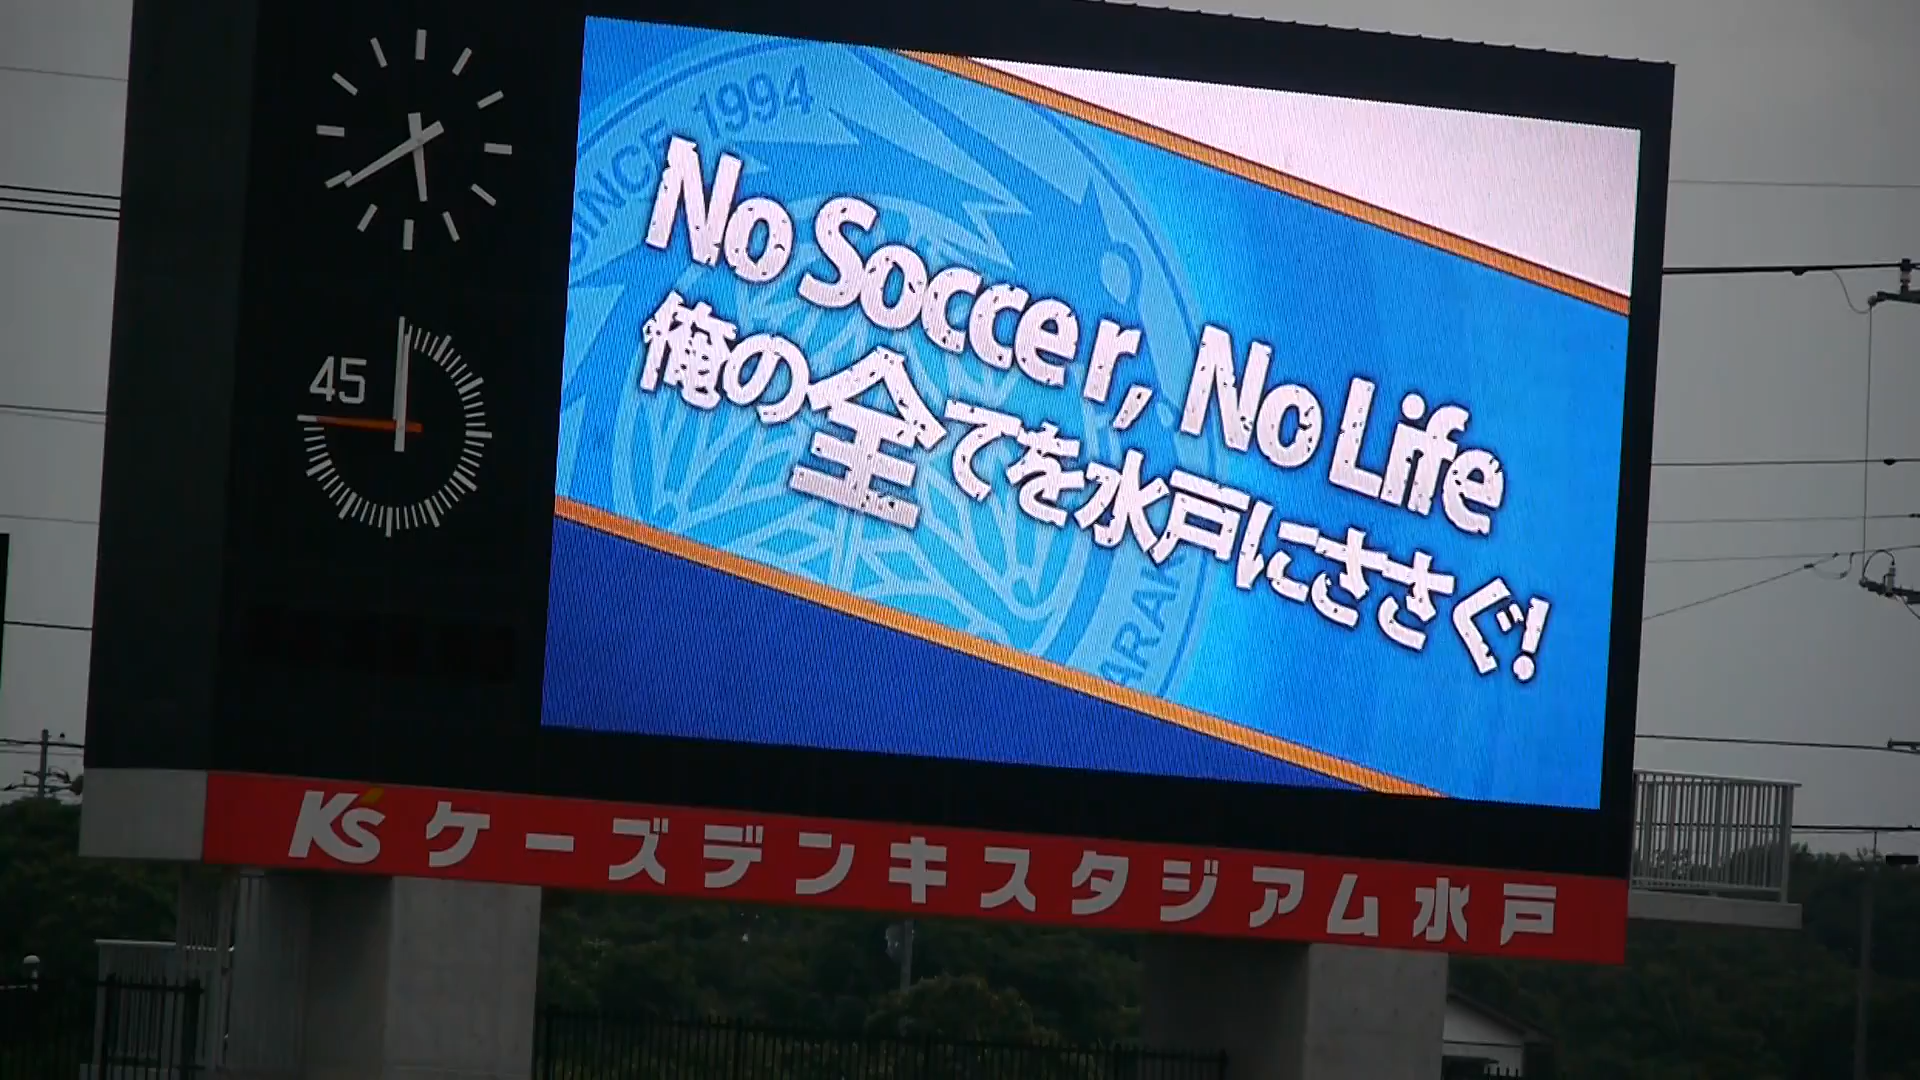 SINCE 1994
No Soccer, No Life
俺の全てを水戸にささぐ!
ARAK
45
K's ケーズデンキスタジアム水戸